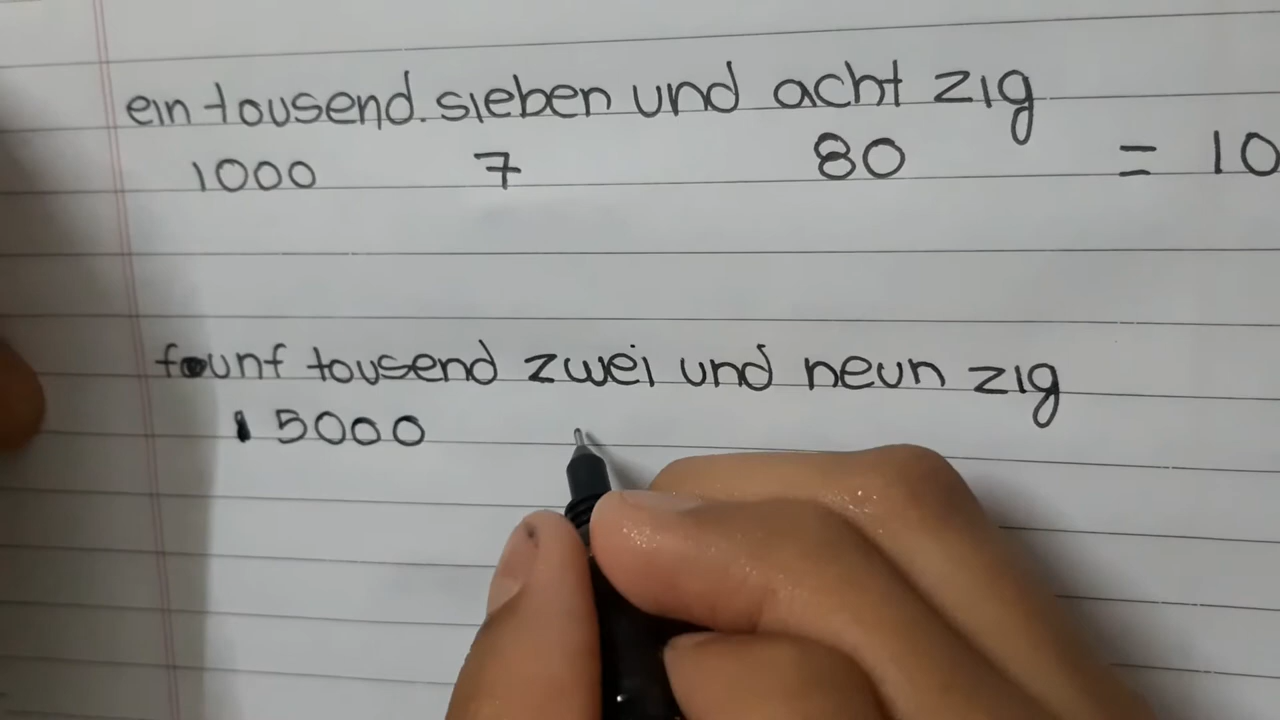 ein tousend. sieben und acht zig
1000 7 80 = 10
founf tousend zwei und neun zig
5000